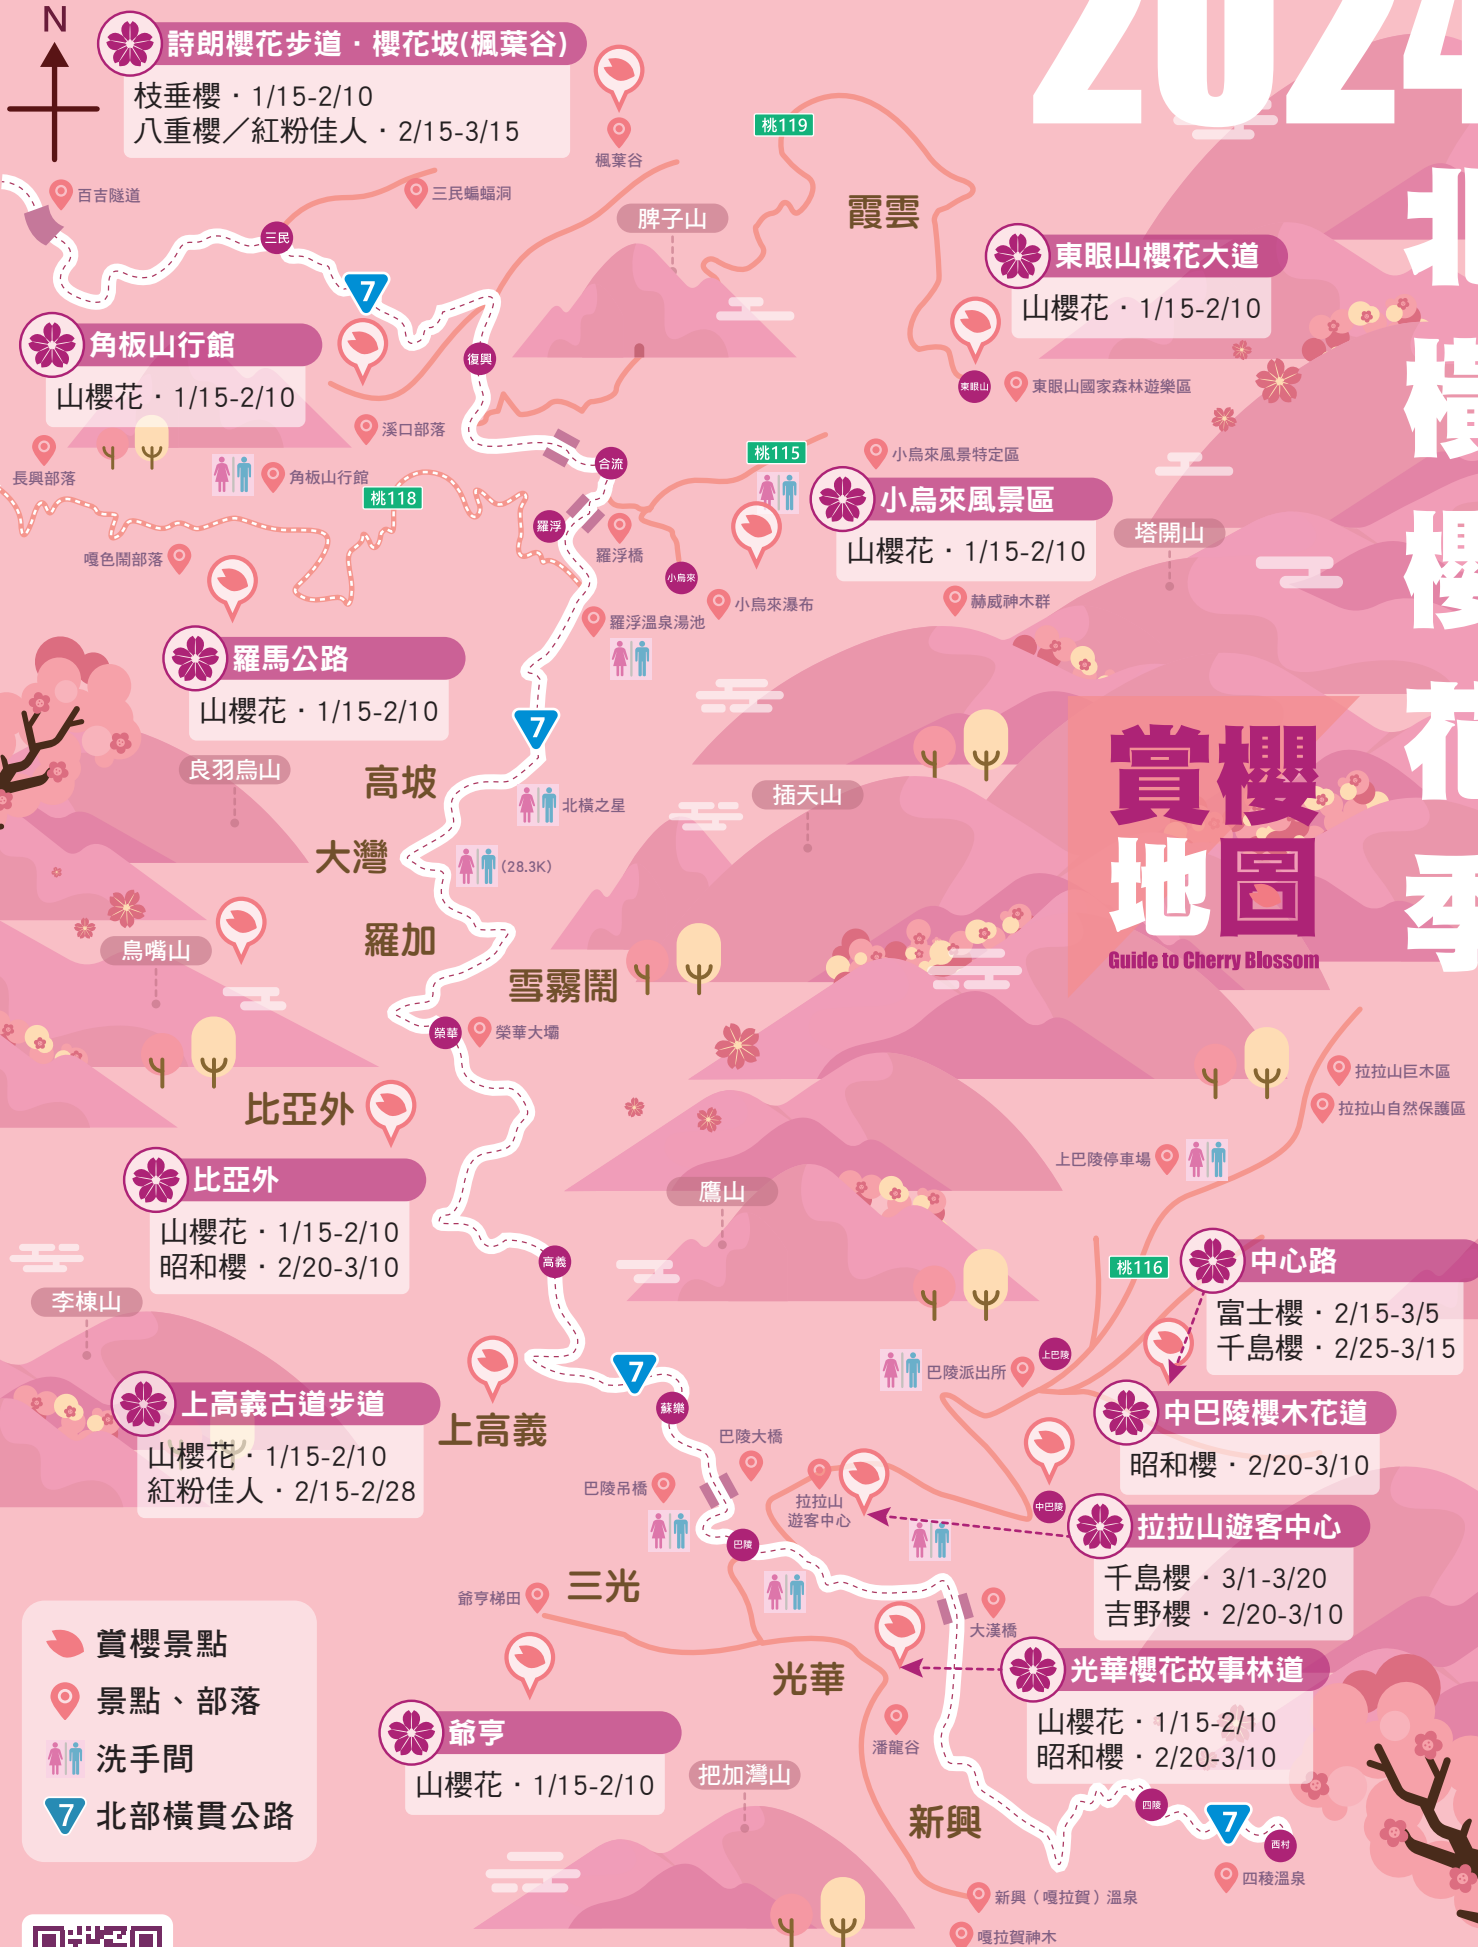 N
2024
北橫櫻花季
賞櫻
地圖
Guide to Cherry Blossom
詩朗櫻花步道・櫻花坡(楓葉谷)
枝垂櫻・1/15-2/10
八重櫻／紅粉佳人・2/15-3/15
楓葉谷
桃119
百吉隧道
三民蝙蝠洞
三民
脾子山
霞雲
東眼山櫻花大道
山櫻花・1/15-2/10
7
角板山行館
山櫻花・1/15-2/10
復興
東眼山
東眼山國家森林遊樂區
溪口部落
長興部落
角板山行館
桃118
合流
桃115
小烏來風景特定區
小烏來風景區
山櫻花・1/15-2/10
羅浮
羅浮橋
塔開山
嘎色鬧部落
小烏來
小烏來瀑布
赫威神木群
羅浮溫泉湯池
羅馬公路
山櫻花・1/15-2/10
7
良羽烏山
高坡
北橫之星
插天山
大灣
(28.3K)
羅加
鳥嘴山
雪霧鬧
榮華
榮華大壩
拉拉山巨木區
拉拉山自然保護區
比亞外
上巴陵停車場
比亞外
山櫻花・1/15-2/10
昭和櫻・2/20-3/10
鷹山
高義
桃116
中心路
富士櫻・2/15-3/5
千島櫻・2/25-3/15
李棟山
上巴陵
巴陵派出所
7
上高義古道步道
山櫻花・1/15-2/10
紅粉佳人・2/15-2/28
上高義
蘇樂
中巴陵櫻木花道
昭和櫻・2/20-3/10
巴陵大橋
巴陵吊橋
拉拉山
遊客中心
中巴陵
拉拉山遊客中心
千島櫻・3/1-3/20
吉野櫻・2/20-3/10
巴陵
爺亨梯田
三光
大漢橋
光華
光華櫻花故事林道
山櫻花・1/15-2/10
昭和櫻・2/20-3/10
賞櫻景點
景點、部落
洗手間
7
北部橫貫公路
爺亨
山櫻花・1/15-2/10
潘龍谷
把加灣山
新興
四陵
7
西村
四稜溫泉
新興（嘎拉賀）溫泉
嘎拉賀神木